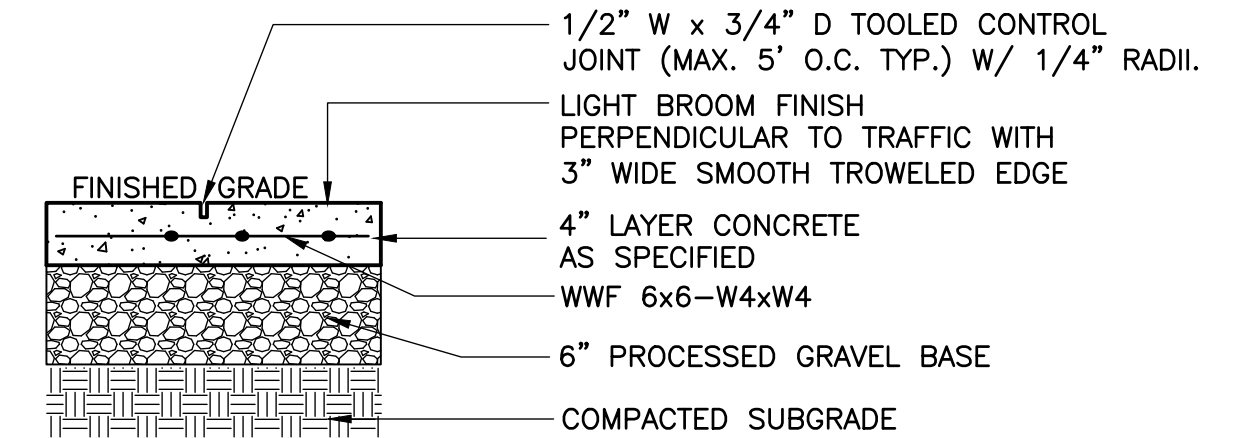 1/2” W x 3/4” D TOOLED CONTROL
JOINT (MAX. 5’ O.C. TYP.) W/ 1/4” RADII.
LIGHT BROOM FINISH
PERPENDICULAR TO TRAFFIC WITH
3” WIDE SMOOTH TROWELED EDGE
FINISHED GRADE
4” LAYER CONCRETE
AS SPECIFIED
WWF 6x6-W4xW4
6” PROCESSED GRAVEL BASE
COMPACTED SUBGRADE